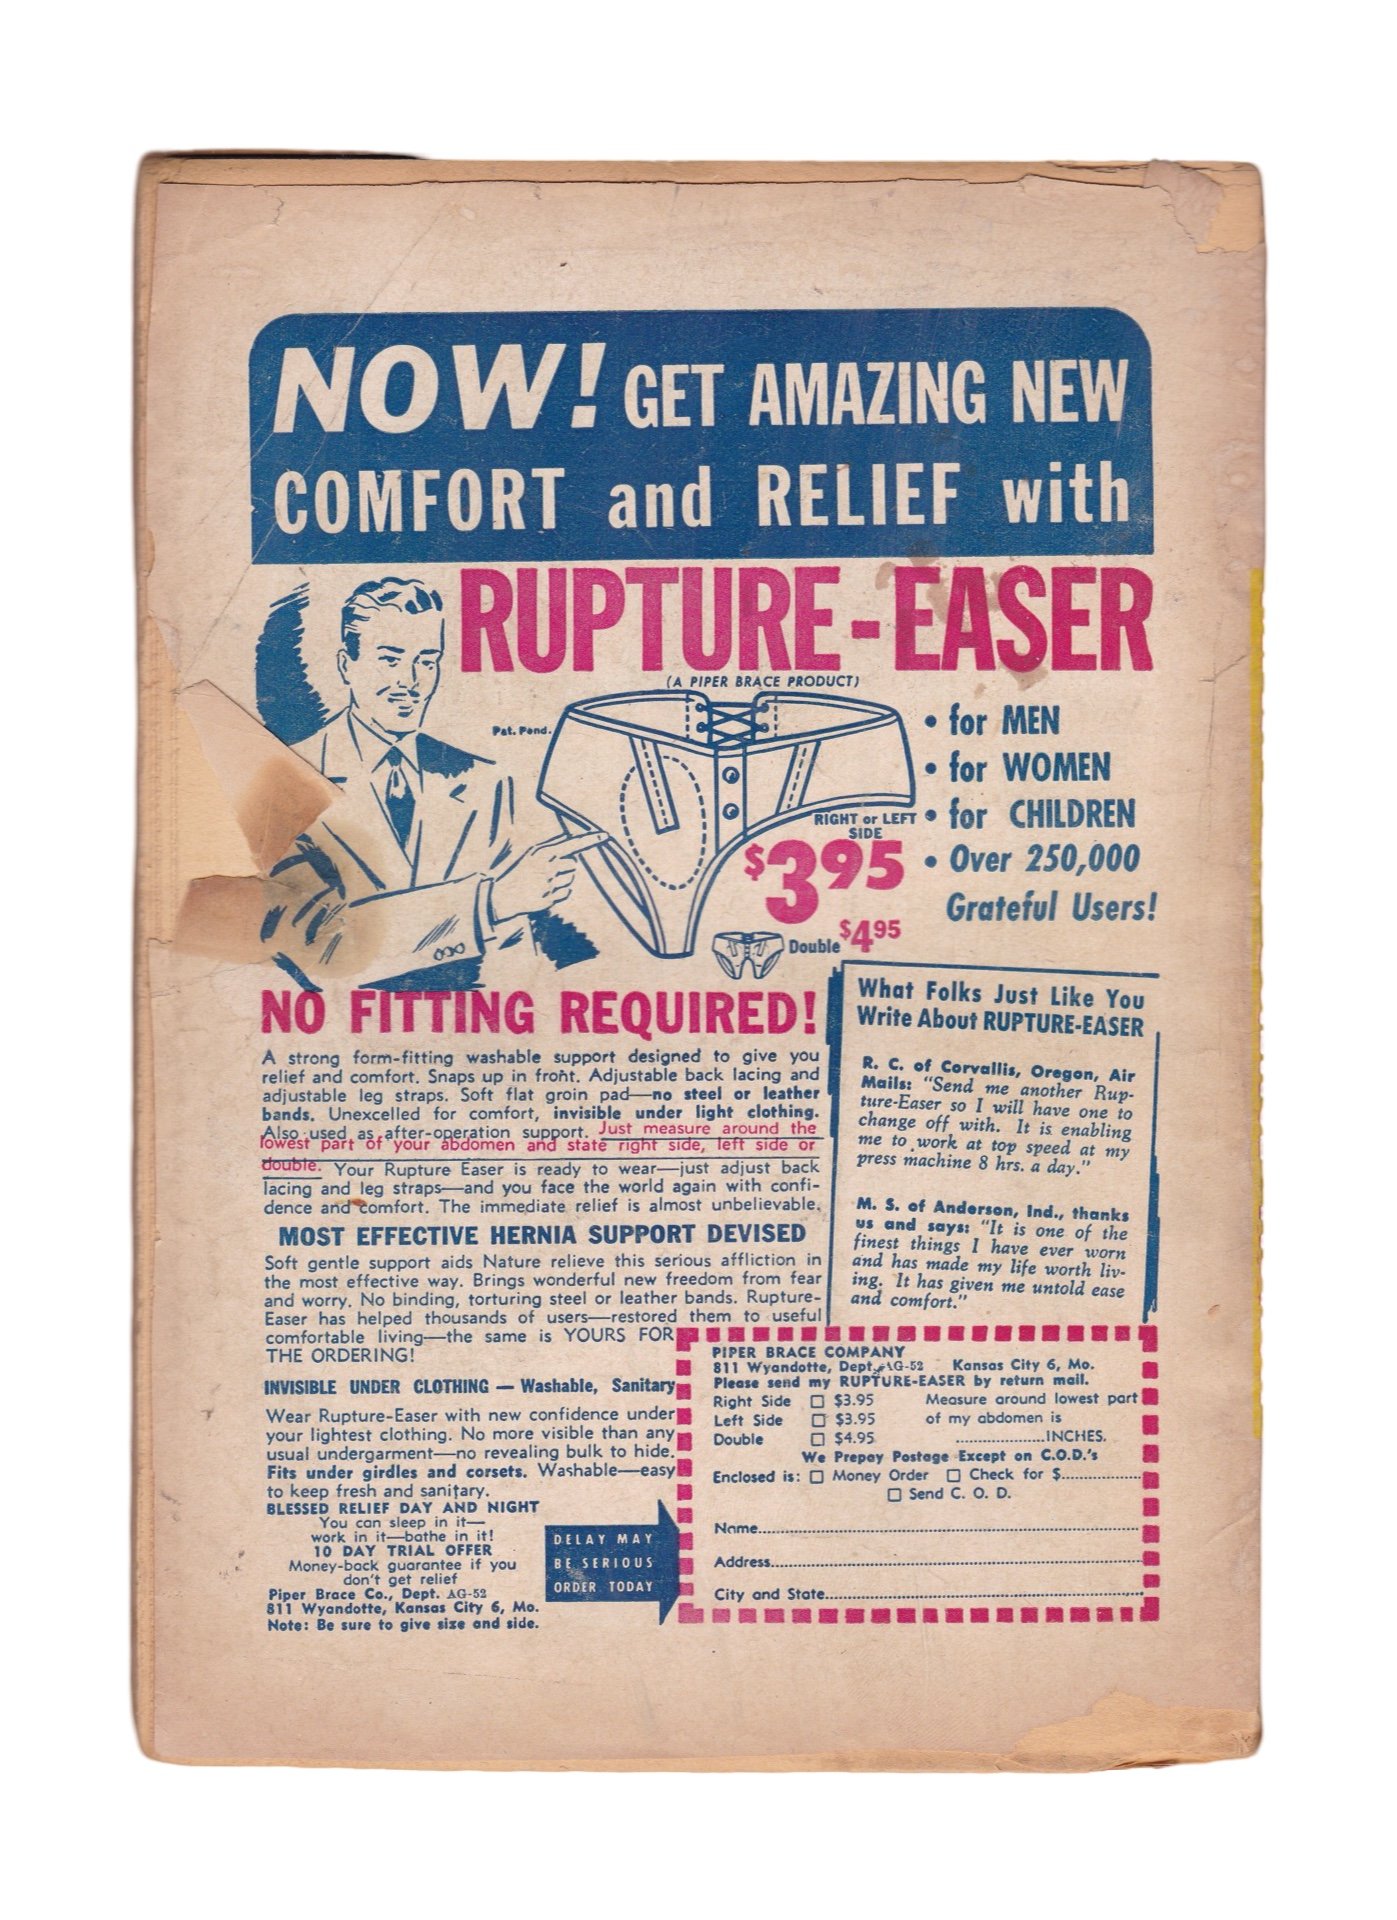 NOW! GET AMAZING NEW
COMFORT and RELIEF with
RUPTURE-EASER
(A PIPER BRACE PRODUCT)
Pat. Pend.
• for MEN
• for WOMEN
• for CHILDREN
• Over 250,000
Grateful Users!
RIGHT or LEFT
SIDE
$3.95
Double $4.95
NO FITTING REQUIRED!
A strong form-fitting washable support designed to give you
relief and comfort. Snaps up in front. Adjustable back lacing and
adjustable leg straps. Soft flat groin pad—no steel or leather
bands. Unexcelled for comfort, invisible under light clothing.
Also used as after-operation support. Just measure around the
lowest part of your abdomen and state right side, left side or
double. Your Rupture Easer is ready to wear—just adjust back
lacing and leg straps—and you face the world again with confi-
dence and comfort. The immediate relief is almost unbelievable.
MOST EFFECTIVE HERNIA SUPPORT DEVISED
Soft gentle support aids Nature relieve this serious affliction in
the most effective way. Brings wonderful new freedom from fear
and worry. No binding, torturing steel or leather bands. Rupture-
Easer has helped thousands of users—restored them to useful
comfortable living—the same is YOURS FOR
THE ORDERING!
INVISIBLE UNDER CLOTHING — Washable, Sanitary
Wear Rupture-Easer with new confidence under
your lightest clothing. No more visible than any
usual undergarment—no revealing bulk to hide.
Fits under girdles and corsets. Washable—easy
to keep fresh and sanitary.
BLESSED RELIEF DAY AND NIGHT
You can sleep in it—
work in it—bathe in it!
10 DAY TRIAL OFFER
Money-back guarantee if you
don't get relief
Piper Brace Co., Dept. AG-52
811 Wyandotte, Kansas City 6, Mo.
Note: Be sure to give size and side.
DELAY MAY
BE SERIOUS
ORDER TODAY
What Folks Just Like You
Write About RUPTURE-EASER
R. C. of Corvallis, Oregon, Air
Mails: "Send me another Rup-
ture-Easer so I will have one to
change off with. It is enabling
me to work at top speed at my
press machine 8 hrs. a day."
M. S. of Anderson, Ind., thanks
us and says: "It is one of the
finest things I have ever worn
and has made my life worth liv-
ing. It has given me untold ease
and comfort."
PIPER BRACE COMPANY
811 Wyandotte, Dept. AG-52 Kansas City 6, Mo.
Please send my RUPTURE-EASER by return mail.
Right Side ☐ $3.95 Measure around lowest part
Left Side ☐ $3.95 of my abdomen is
Double ☐ $4.95 ....................INCHES.
We Prepay Postage Except on C.O.D.'s
Enclosed is: ☐ Money Order ☐ Check for $..................
☐ Send C. O. D.
Name....................
Address....................
City and State....................